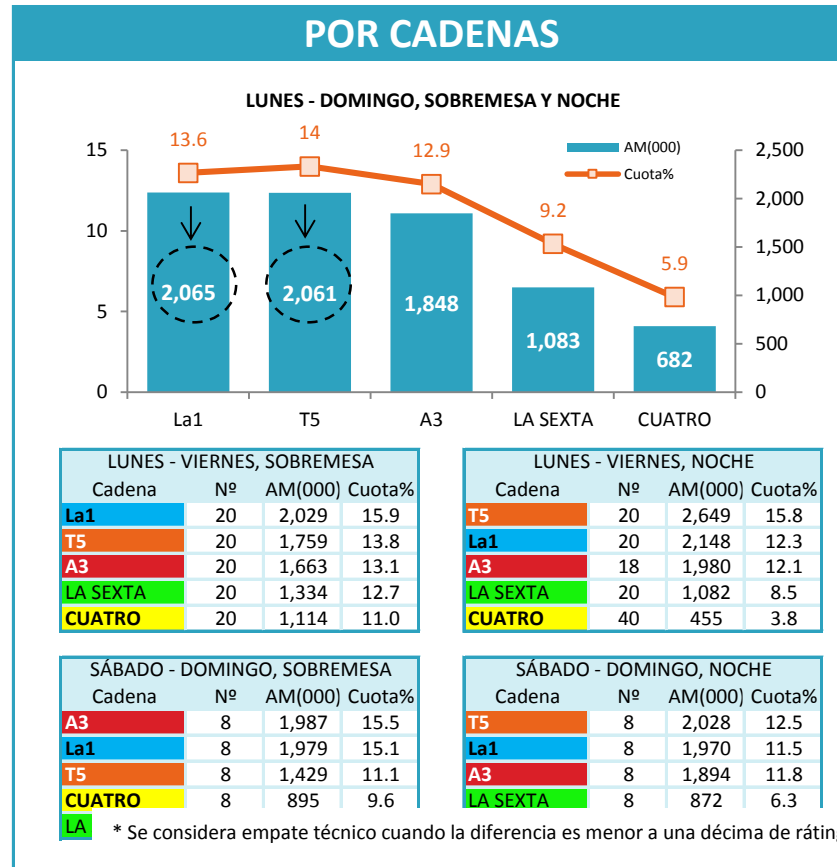 POR CADENAS
LUNES - DOMINGO, SOBREMESA Y NOCHE
13.6 14 12.9 9.2 5.9
AM(000)
Cuota%
15 10 5 0
2,500 2,000 1,500 1,000 500 0
2,065 2,061 1,848 1,083 682
La1 T5 A3 LA SEXTA CUATRO
LUNES - VIERNES, SOBREMESA
Cadena Nº AM(000) Cuota%
La1 20 2,029 15.9
T5 20 1,759 13.8
A3 20 1,663 13.1
LA SEXTA 20 1,334 12.7
CUATRO 20 1,114 11.0
LUNES - VIERNES, NOCHE
Cadena Nº AM(000) Cuota%
T5 20 2,649 15.8
La1 20 2,148 12.3
A3 18 1,980 12.1
LA SEXTA 20 1,082 8.5
CUATRO 40 455 3.8
SÁBADO - DOMINGO, SOBREMESA
Cadena Nº AM(000) Cuota%
A3 8 1,987 15.5
La1 8 1,979 15.1
T5 8 1,429 11.1
CUATRO 8 895 9.6
LA
SÁBADO - DOMINGO, NOCHE
Cadena Nº AM(000) Cuota%
T5 8 2,028 12.5
La1 8 1,970 11.5
A3 8 1,894 11.8
LA SEXTA 8 872 6.3
* Se considera empate técnico cuando la diferencia es menor a una décima de rátin